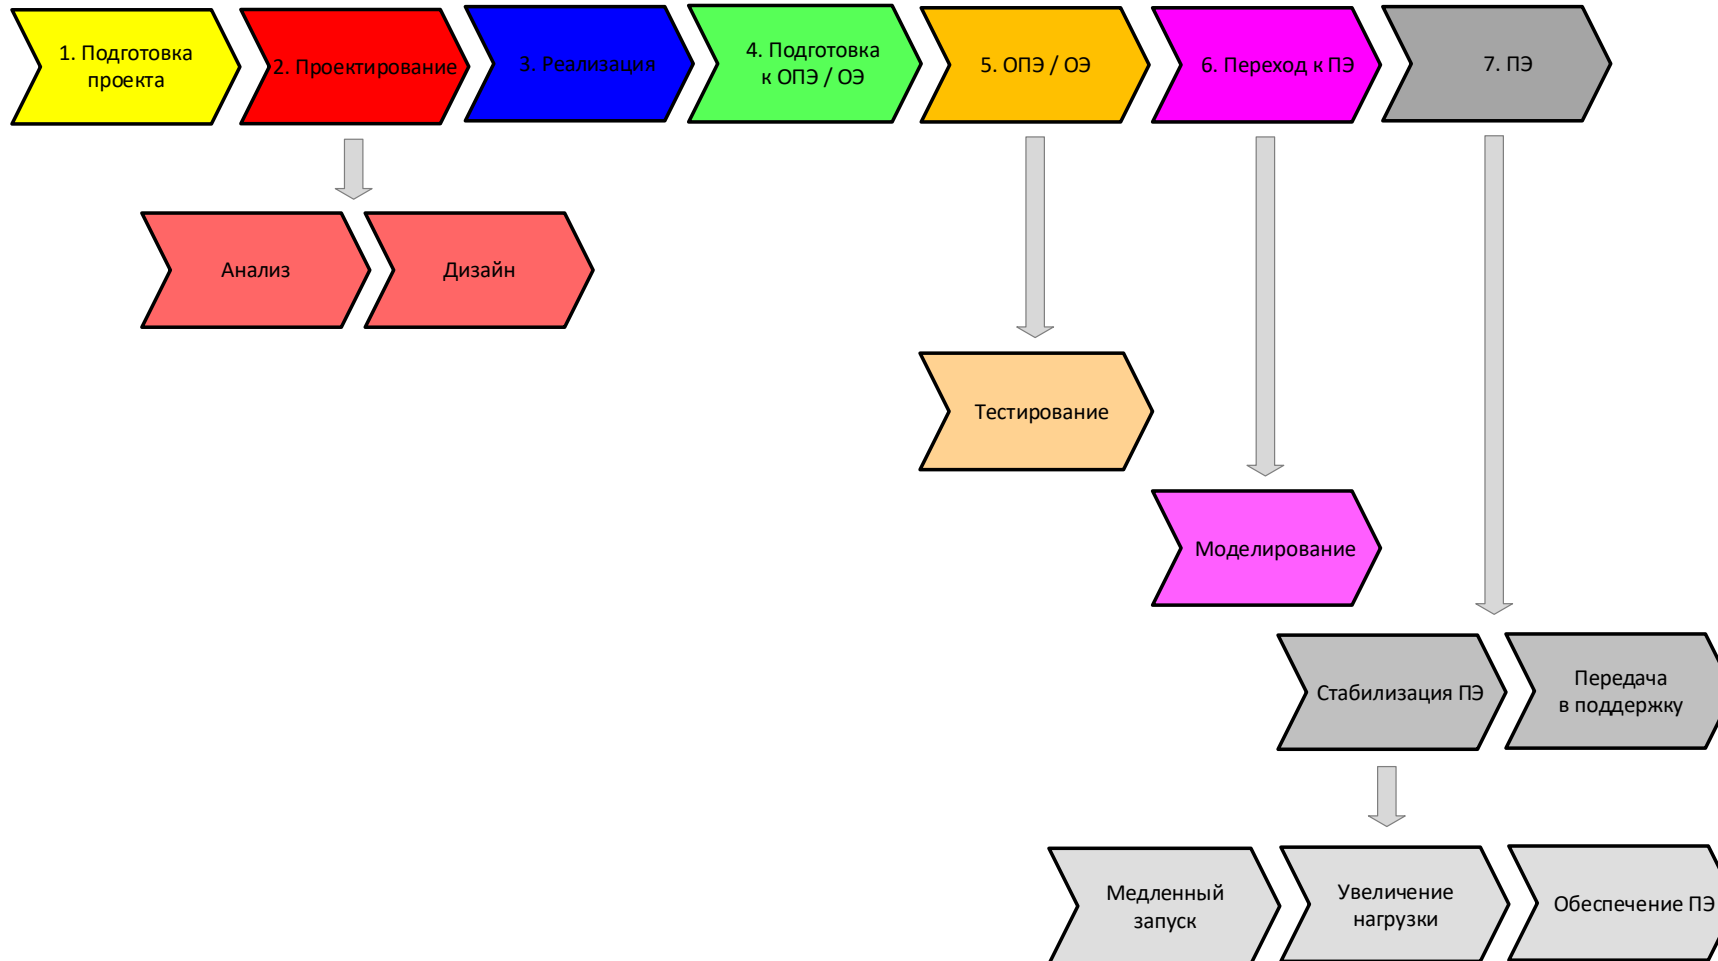 1. Подготовка
проекта
2. Проектирование
3. Реализация
4. Подготовка
к ОПЭ / ОЭ
5. ОПЭ / ОЭ
6. Переход к ПЭ
7. ПЭ
Анализ
Дизайн
Тестирование
Моделирование
Стабилизация ПЭ
Передача
в поддержку
Медленный
запуск
Увеличение
нагрузки
Обеспечение ПЭ